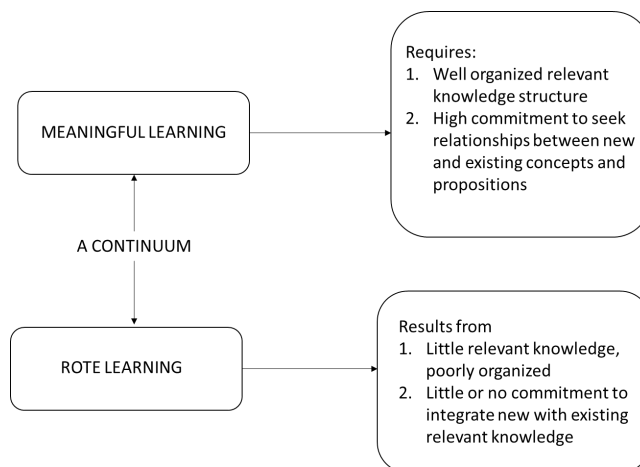 Requires:
1. Well organized relevant
knowledge structure
2. High commitment to seek
relationships between new
and existing concepts and
propositions
MEANINGFUL LEARNING
A CONTINUUM
ROTE LEARNING
Results from
1. Little relevant knowledge,
poorly organized
2. Little or no commitment to
integrate new with existing
relevant knowledge